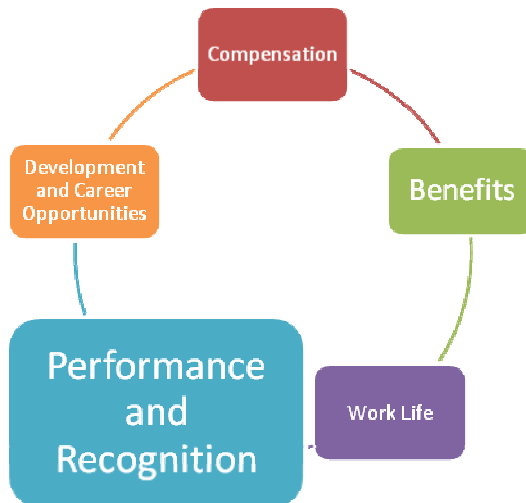 Compensation
Development
and Career
Opportunities
Benefits
Performance
and
Recognition
Work Life